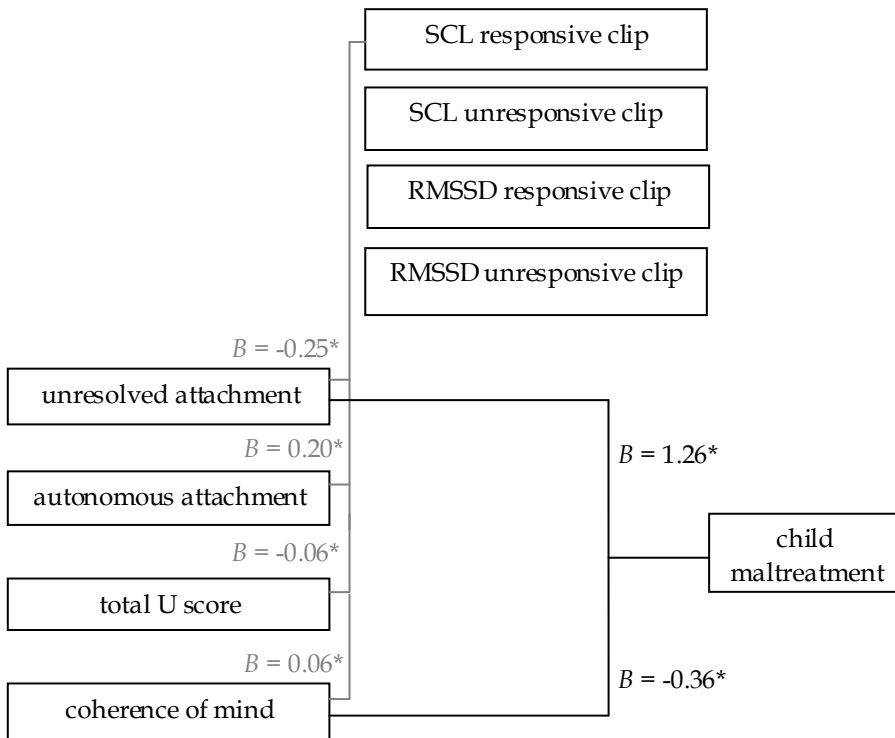 SCL responsive clip
SCL unresponsive clip
RMSSD responsive clip
RMSSD unresponsive clip
B = -0.25*
unresolved attachment
B = 0.20*
B = 1.26*
autonomous attachment
child
maltreatment
B = -0.06*
total U score
B = 0.06*
B = -0.36*
coherence of mind